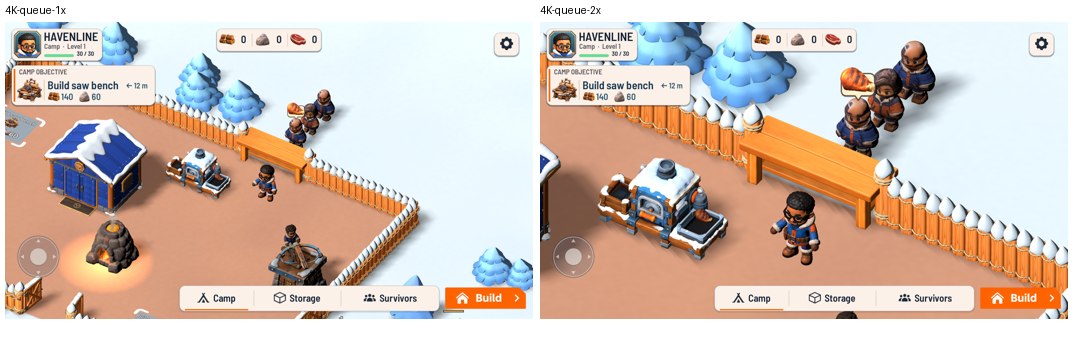 4K-queue-1x
HAVENLINE
Camp · Level 1
30 / 30
0 0 0
CAMP OBJECTIVE
Build saw bench ← 12 m
140 60
Camp Storage Survivors Build
4K-queue-2x
HAVENLINE
Camp · Level 1
30 / 30
0 0 0
CAMP OBJECTIVE
Build saw bench ← 12 m
140 60
Camp Storage Survivors Build